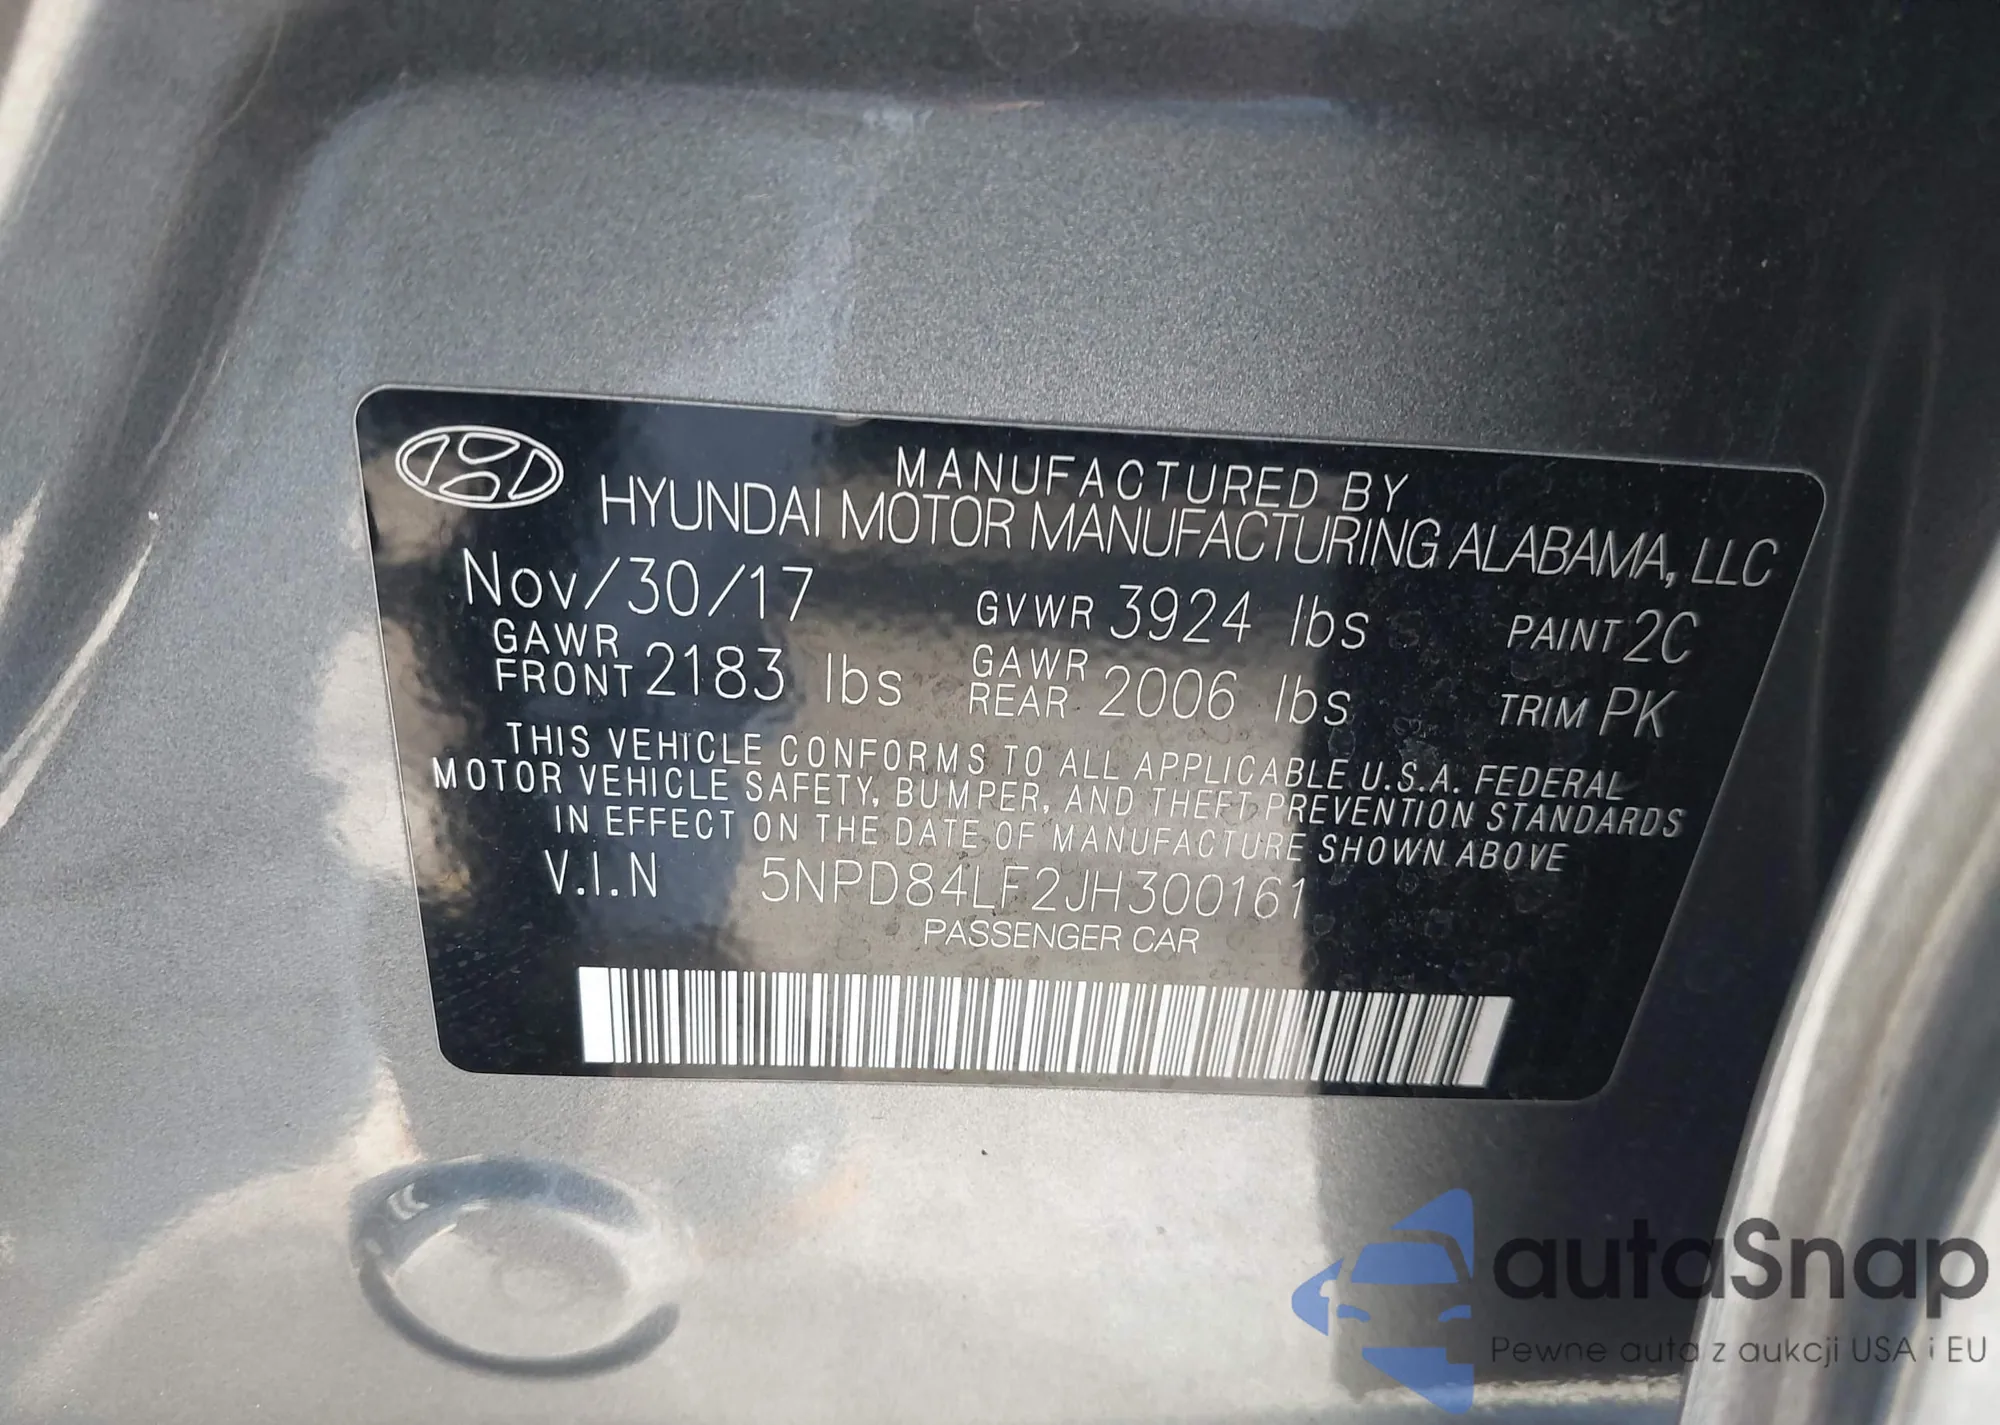 MANUFACTURED BY
HYUNDAI MOTOR MANUFACTURING ALABAMA, LLC
Nov/30/17 GVWR 3924 lbs PAINT 2C
GAWR FRONT 2183 lbs GAWR REAR 2006 lbs TRIM PK
THIS VEHICLE CONFORMS TO ALL APPLICABLE U.S.A. FEDERAL
MOTOR VEHICLE SAFETY, BUMPER, AND THEFT PREVENTION STANDARDS
IN EFFECT ON THE DATE OF MANUFACTURE SHOWN ABOVE
V.I.N 5NPD84LF2JH300161
PASSENGER CAR
autaSnap
Pewne auta z aukcji USA i EU